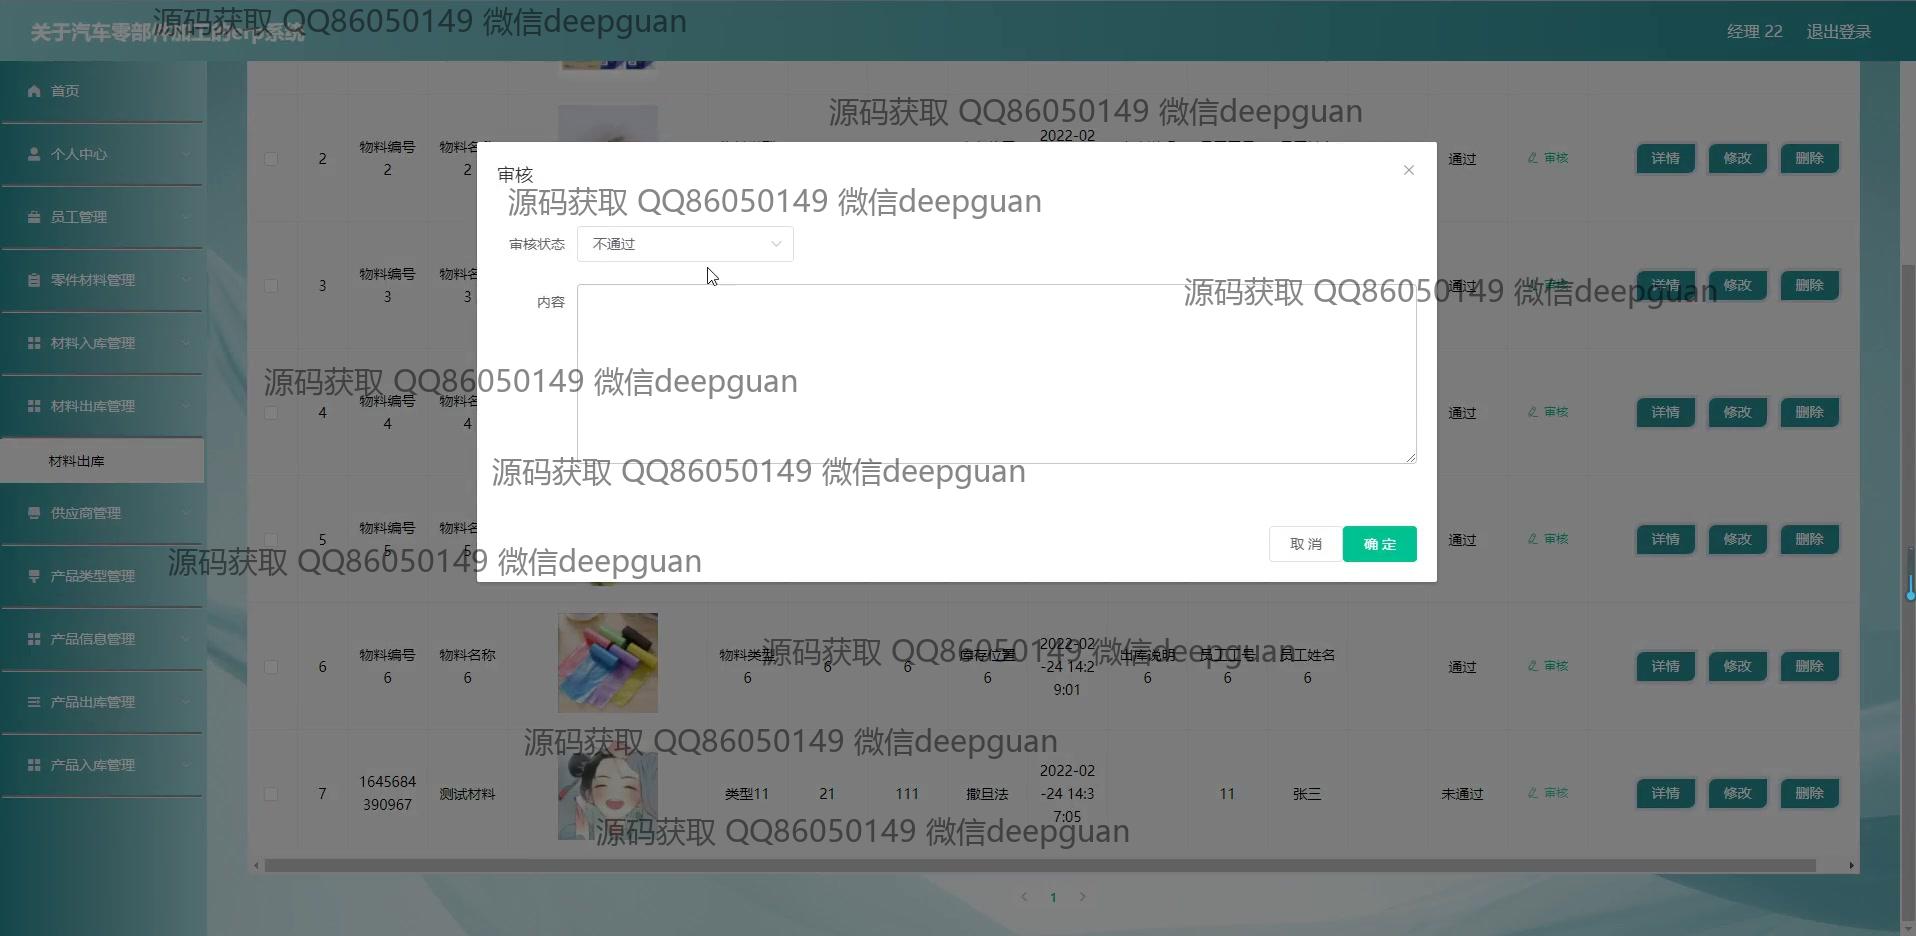 关于汽车零部件加工的erp系统
源码获取 QQ86050149 微信deepguan
经理 22
退出登录
首页
个人中心
员工管理
零件材料管理
材料入库管理
材料出库管理
材料出库
供应商管理
产品类型管理
产品信息管理
产品出库管理
产品入库管理
源码获取 QQ86050149 微信deepguan
2
物料编号
2
物料名称
2
2022-02
通过
审核
详情
修改
删除
审核
源码获取 QQ86050149 微信deepguan
审核状态
不通过
内容
3
物料编号
3
物料名
3
通过
详情
修改
删除
源码获取 QQ86050149 微信deepguan
源码获取 QQ86050149 微信deepguan
4
物料编号
4
物料名
4
通过
审核
详情
修改
删除
源码获取 QQ86050149 微信deepguan
5
物料编号
5
物料名
5
通过
审核
详情
修改
删除
取 消
确 定
源码获取 QQ86050149 微信deepguan
6
物料编号
6
物料名称
6
物料类型
6
6
6
库存位置
6
2022-02
-24 14:2
9:01
出库说明
6
员工工号
6
员工姓名
6
通过
审核
详情
修改
删除
源码获取 QQ86050149 微信deepguan
源码获取 QQ86050149 微信deepguan
7
1645684
390967
测试材料
类型11
21
111
撒旦法
2022-02
-24 14:3
7:05
11
张三
未通过
审核
详情
修改
删除
源码获取 QQ86050149 微信deepguan
1